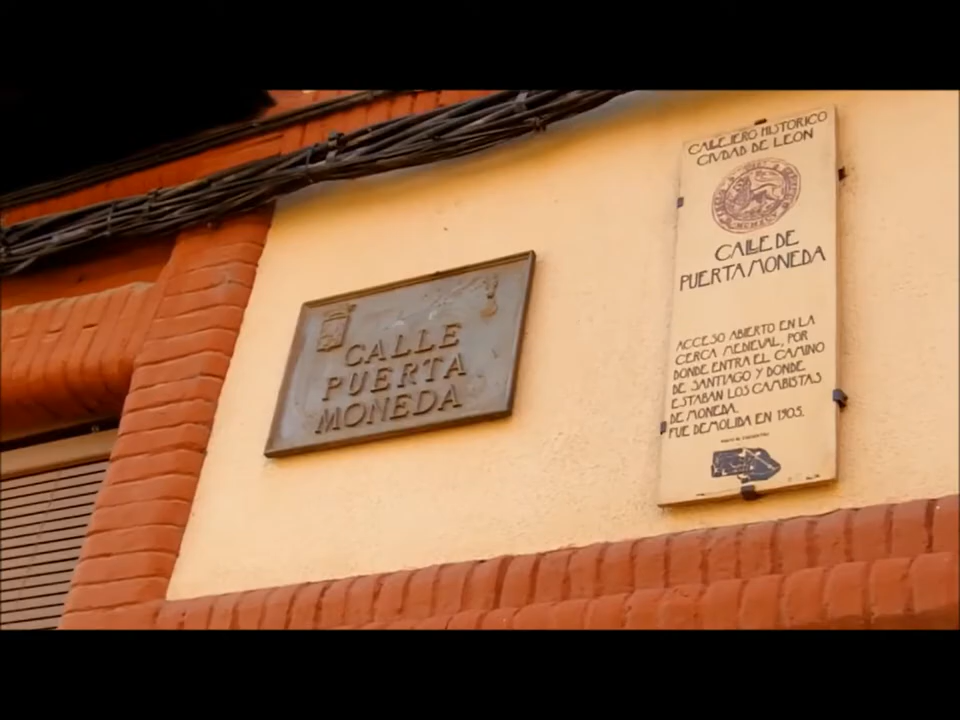 CALLE
PUERTA
MONEDA
CALLEJERO HISTORICO
CIUDAD DE LEON
CALLE DE
PUERTA MONEDA
ACCESO ABIERTO EN LA
CERCA MEDIEVAL, POR
DONDE ENTRA EL CAMINO
DE SANTIAGO Y DONDE
ESTABAN LOS CAMBISTAS
DE MONEDA.
FUE DEMOLIDA EN 1905.